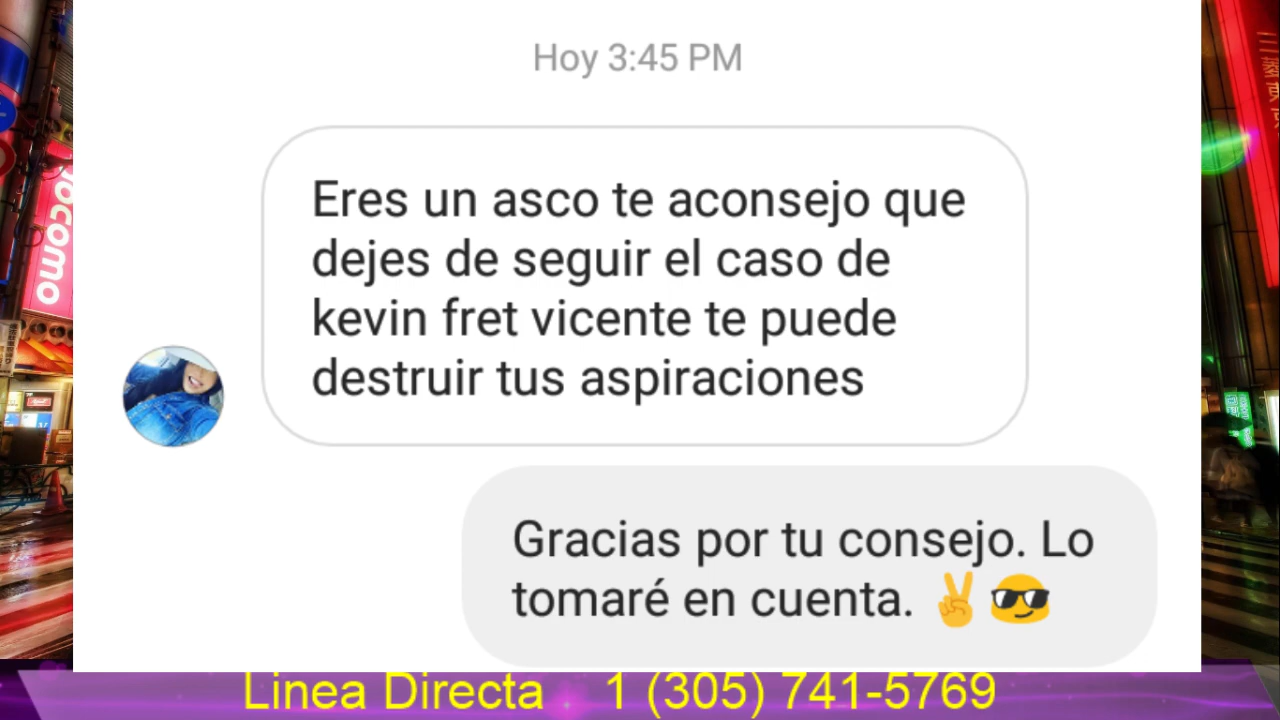 Hoy 3:45 PM
Eres un asco te aconsejo que
dejes de seguir el caso de
kevin fret vicente te puede
destruir tus aspiraciones
Gracias por tu consejo. Lo
tomaré en cuenta. ✌😎
Linea Directa 1 (305) 741-5769
ocomo